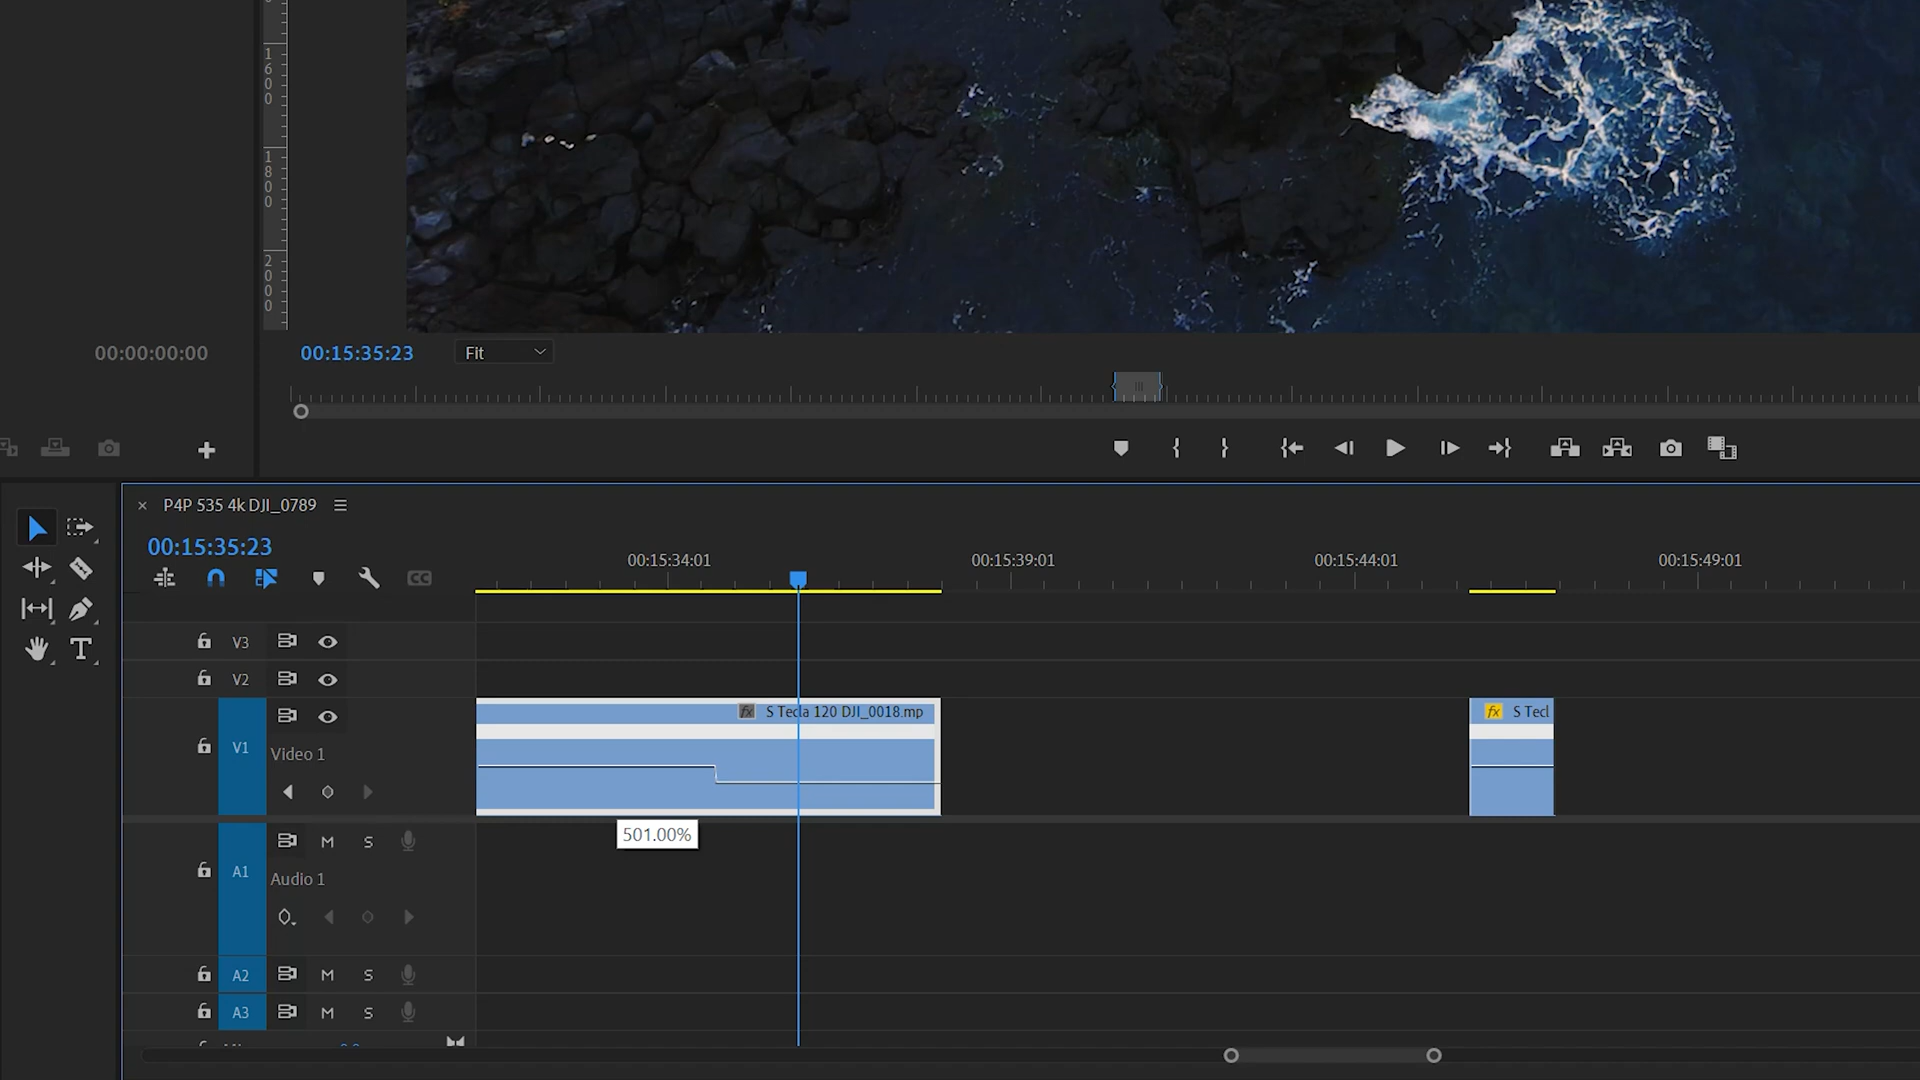 1600
1800
2000
00:00:00:00
00:15:35:23
Fit
P4P 535 4k DJI_0789
00:15:35:23
00:15:34:01
00:15:39:01
00:15:44:01
00:15:49:01
CC
V3
V2
fx S Tecla 120 DJI_0018.mp
fx S Tecl
V1
Video 1
501.00%
A1
M S
Audio 1
A2
M S
A3
M S